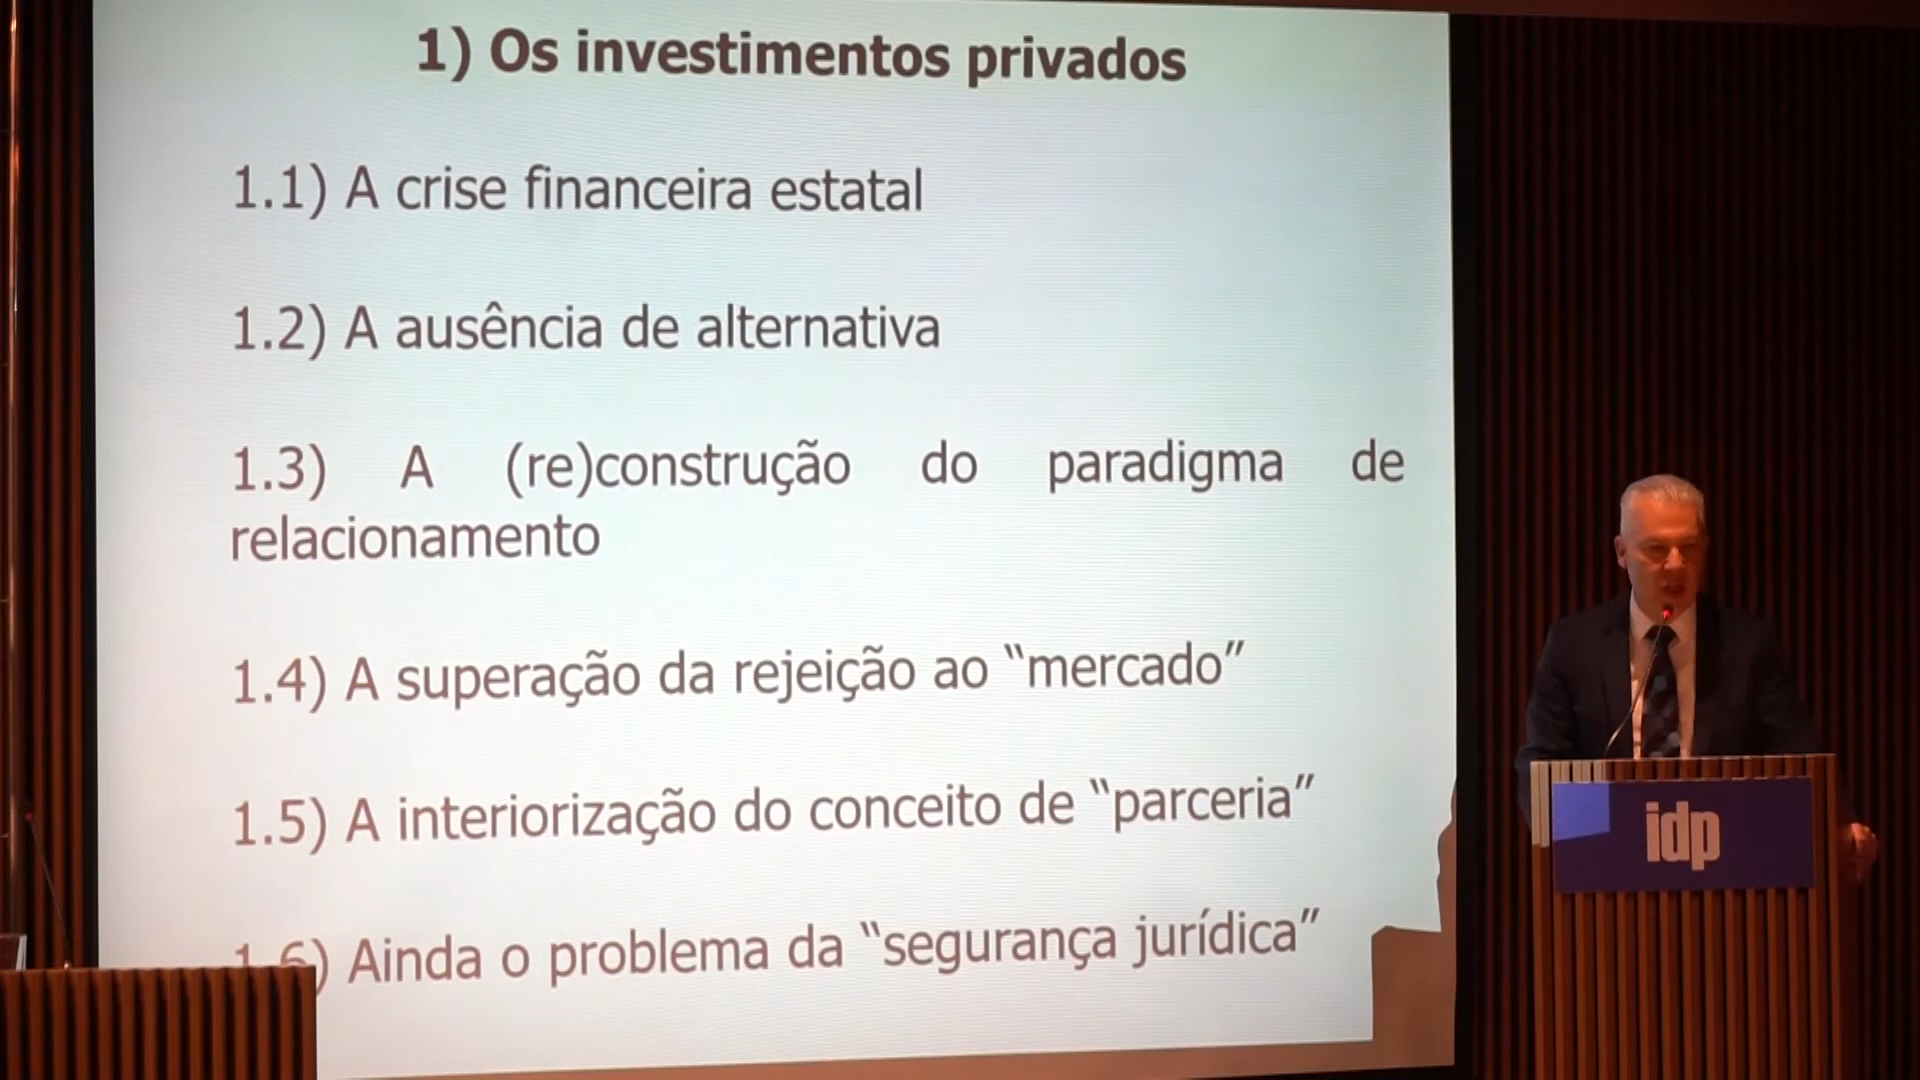 1) Os investimentos privados
1.1) A crise financeira estatal
1.2) A ausência de alternativa
1.3) A (re)construção do paradigma de
relacionamento
1.4) A superação da rejeição ao “mercado”
1.5) A interiorização do conceito de “parceria”
1.6) Ainda o problema da “segurança jurídica”
idp